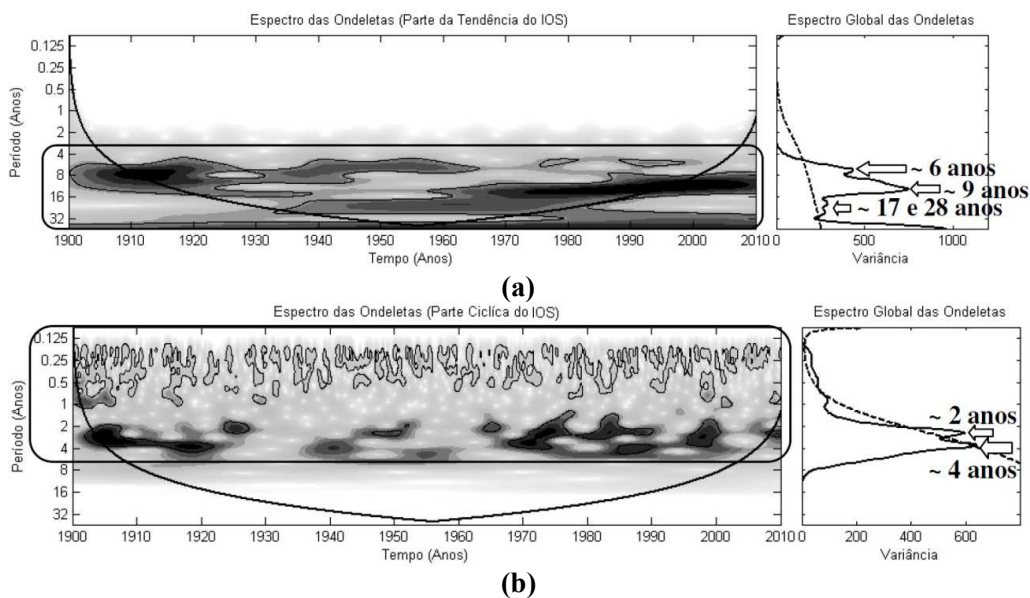 Espectro das Ondeletas (Parte da Tendência do IOS)
Espectro Global das Ondeletas
Período (Anos)
0.125
0.25
0.5
1
2
4
8
16
32
1900 1910 1920 1930 1940 1950 1960 1970 1980 1990 2000 2010
Tempo (Anos)
~ 6 anos
~ 9 anos
~ 17 e 28 anos
0 500 1000
Variância
(a)
Espectro das Ondeletas (Parte Ciclíca do IOS)
Espectro Global das Ondeletas
Período (Anos)
0.125
0.25
0.5
1
2
4
8
16
32
1900 1910 1920 1930 1940 1950 1960 1970 1980 1990 2000 2010
Tempo (Anos)
~ 2 anos
~ 4 anos
0 200 400 600
Variância
(b)